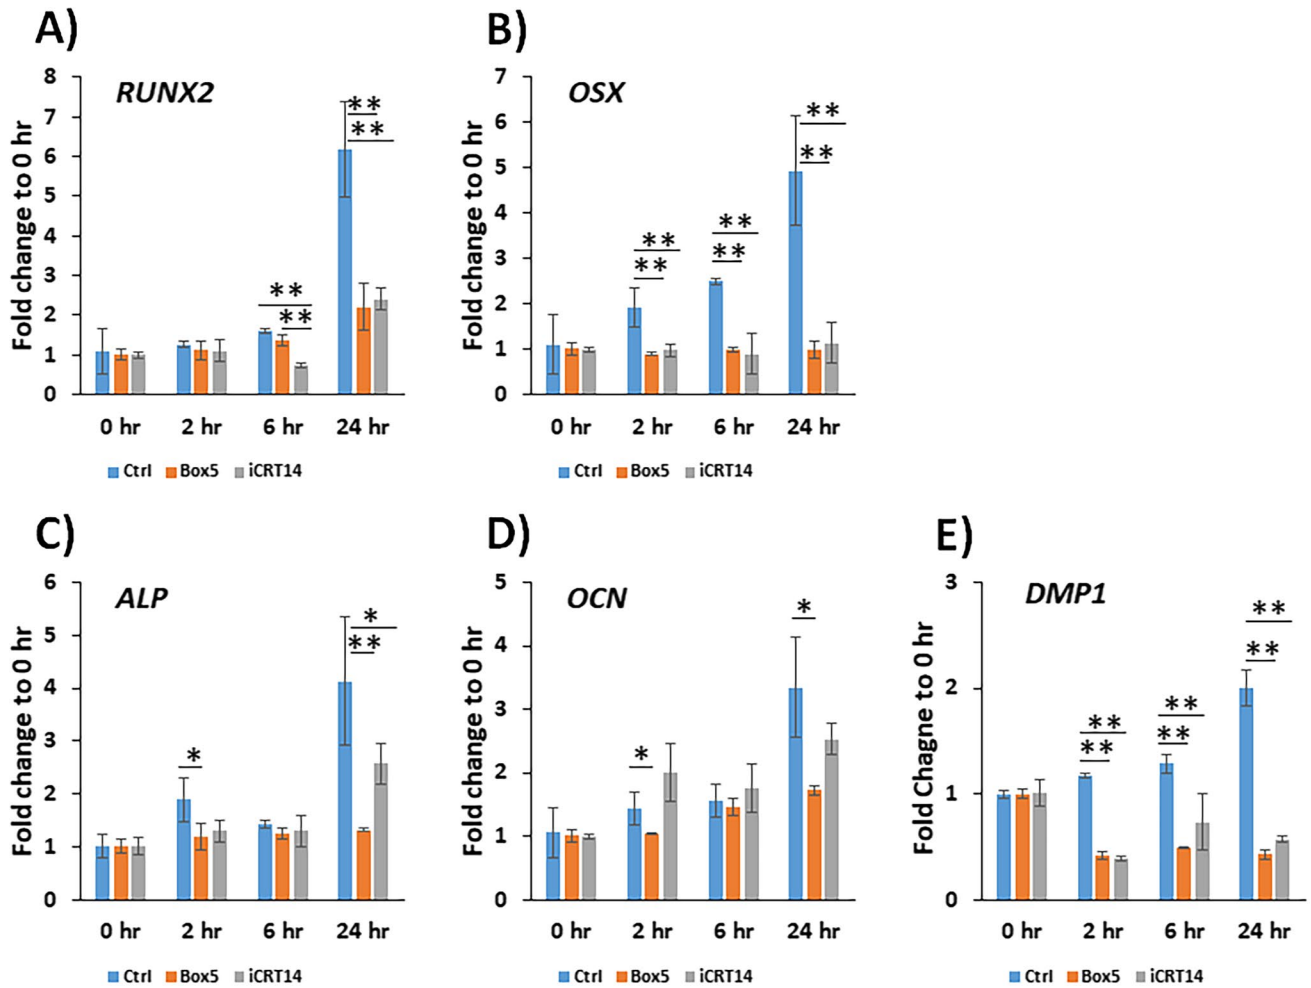 A)
RUNX2
Fold change to 0 hr
8
7
6
5
4
3
2
1
0
**
**
**
**
0 hr 2 hr 6 hr 24 hr
Ctrl Box5 iCRT14
B)
OSX
Fold change to 0 hr
7
6
5
4
3
2
1
0
**
**
**
**
**
**
0 hr 2 hr 6 hr 24 hr
Ctrl Box5 iCRT14
C)
ALP
Fold change to 0 hr
6
5
4
3
2
1
0
*
*
**
0 hr 2 hr 6 hr 24 hr
Ctrl Box5 iCRT14
D)
OCN
Fold change to 0 hr
5
4
3
2
1
0
*
*
0 hr 2 hr 6 hr 24 hr
Ctrl Box5 iCRT14
E)
DMP1
Fold Chagne to 0 hr
3
2
1
0
**
**
**
**
**
**
0 hr 2 hr 6 hr 24 hr
Ctrl Box5 iCRT14